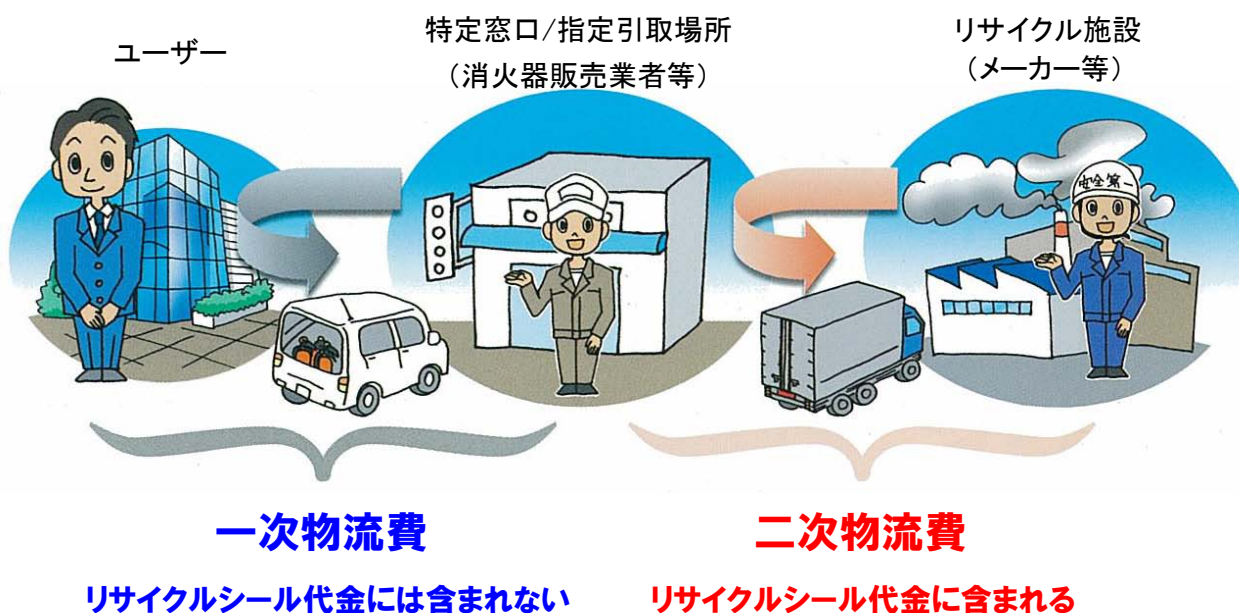 ユーザー
特定窓口/指定引取場所
（消火器販売業者等）
リサイクル施設
（メーカー等）
安全第一
一次物流費
二次物流費
リサイクルシール代金には含まれない
リサイクルシール代金に含まれる